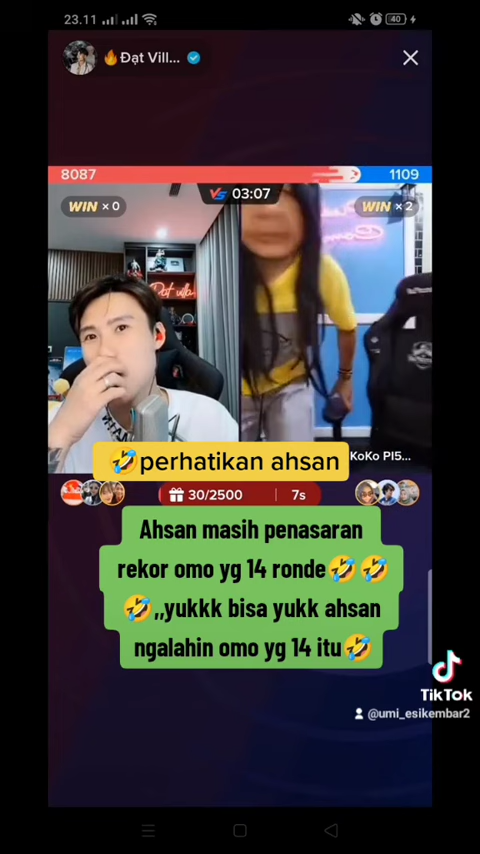 23.11
40
🔥Đạt Vill...
8087
1109
VS 03:07
WIN × 0
WIN × 2
Dat villa
🤣perhatikan ahsan
KoKo PI5...
30/2500
7s
Ahsan masih penasaran
rekor omo yg 14 ronde🤣🤣
🤣,,yukkk bisa yukk ahsan
ngalahin omo yg 14 itu🤣
TikTok
@umi_esikembar2